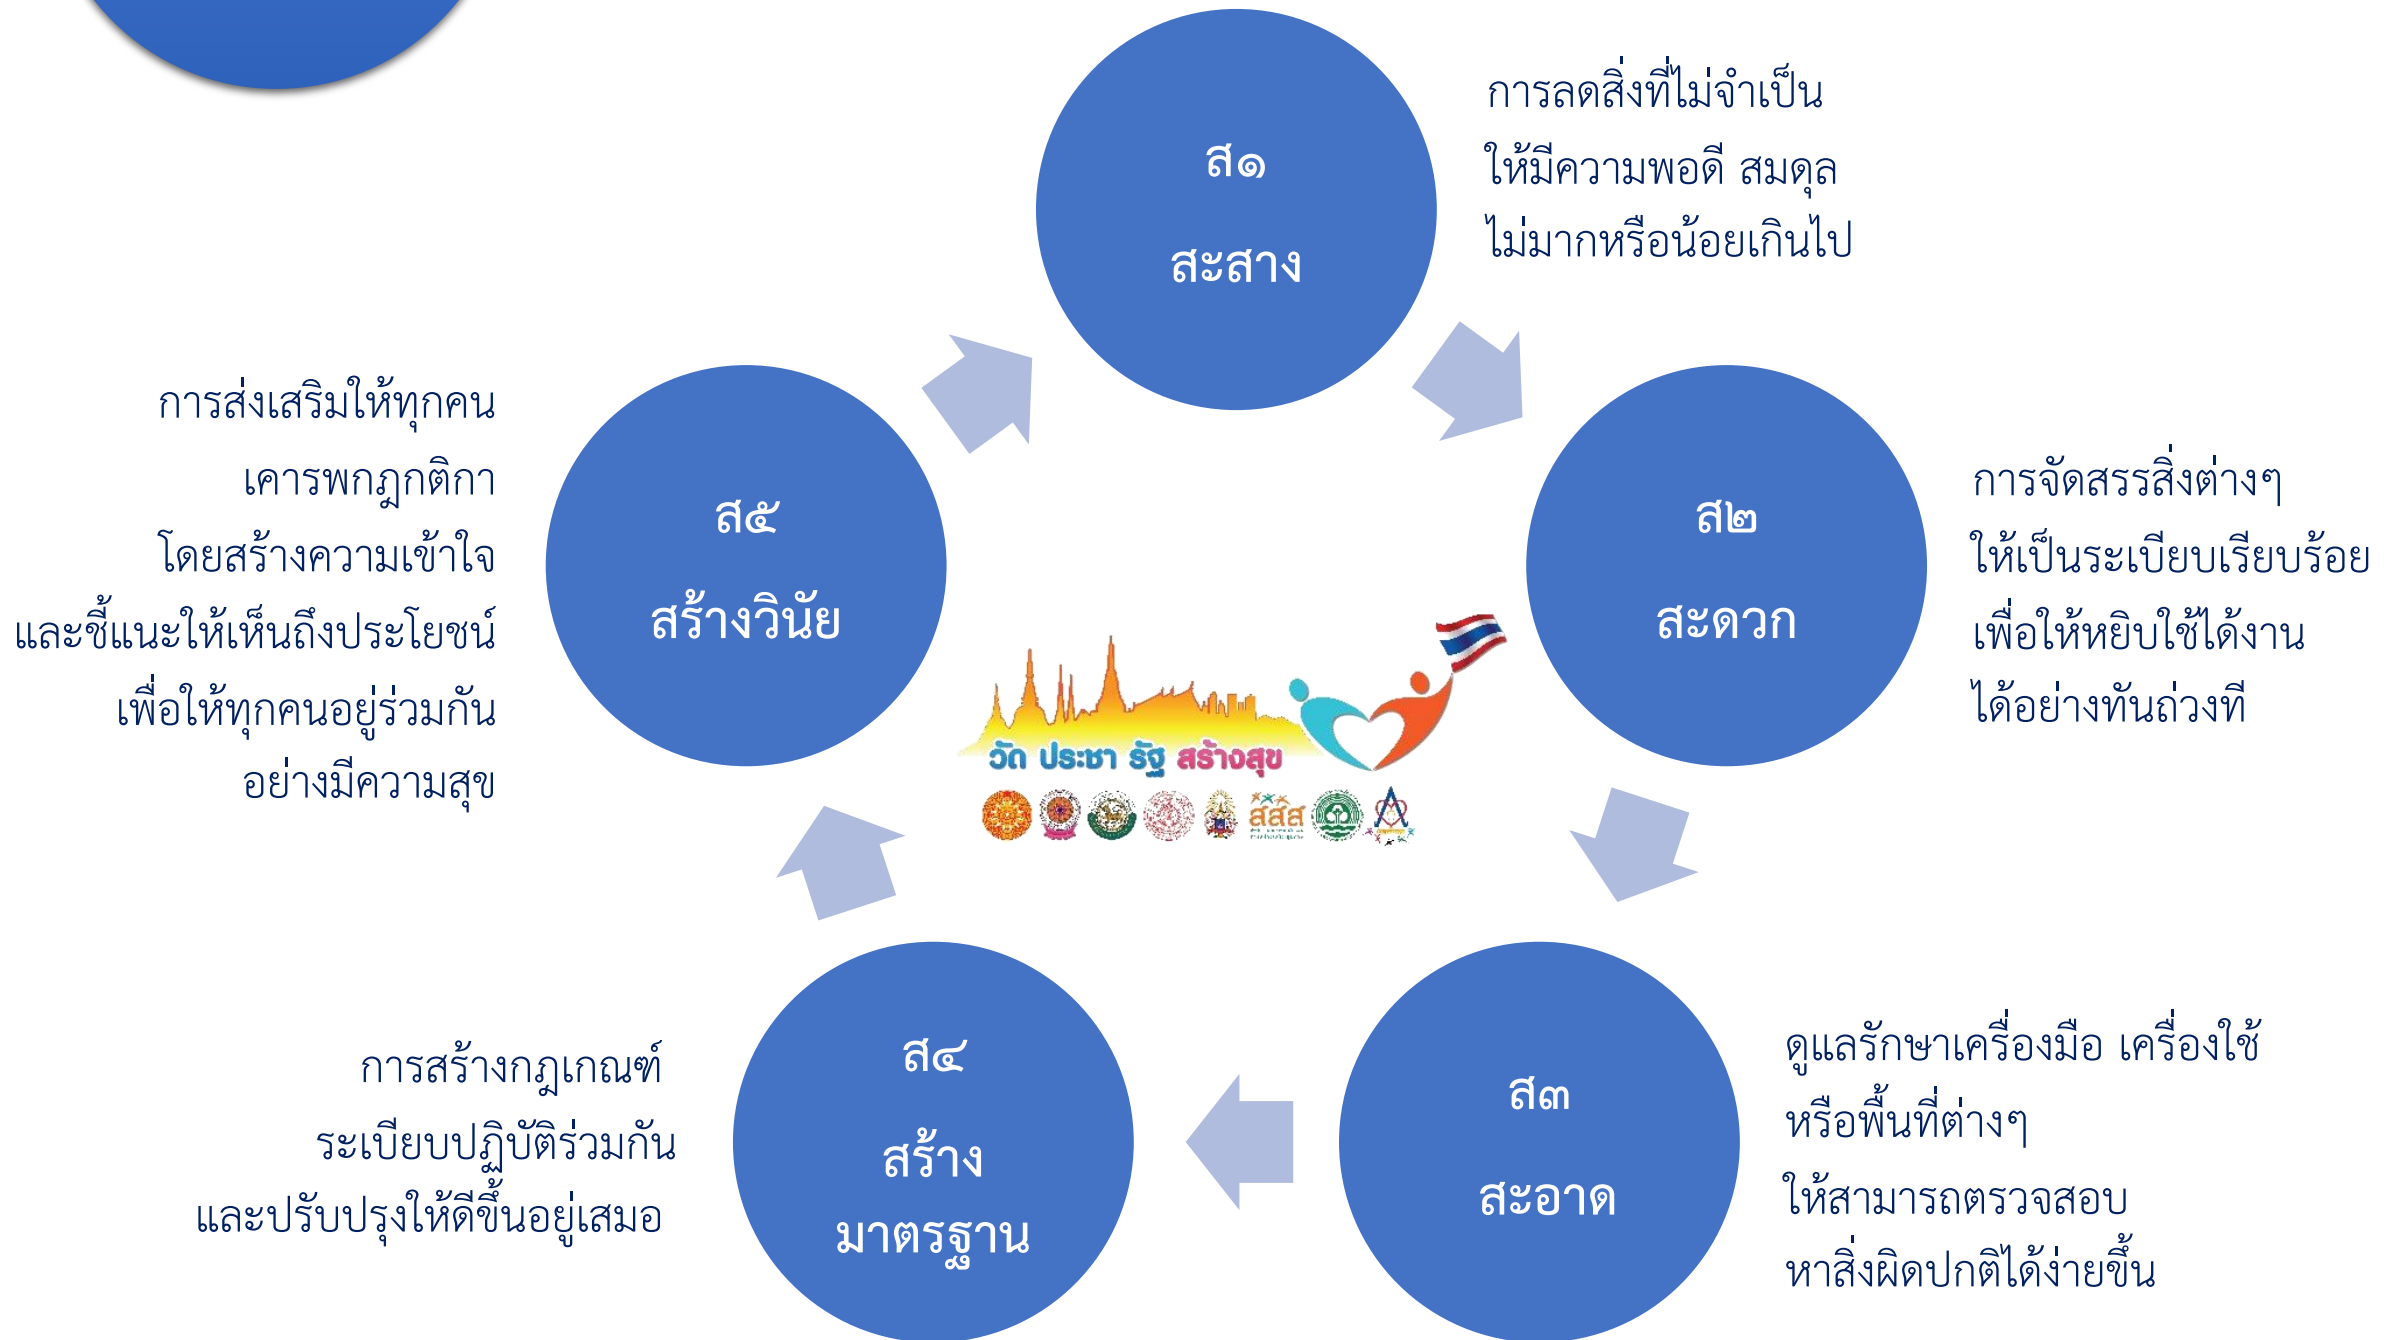 ส๑
สะสาง
การลดสิ่งที่ไม่จำเป็น
ให้มีความพอดี สมดุล
ไม่มากหรือน้อยเกินไป
ส๒
สะดวก
การจัดสรรสิ่งต่างๆ
ให้เป็นระเบียบเรียบร้อย
เพื่อให้หยิบใช้ได้งาน
ได้อย่างทันถ่วงที
ส๓
สะอาด
ดูแลรักษาเครื่องมือ เครื่องใช้
หรือพื้นที่ต่างๆ
ให้สามารถตรวจสอบ
หาสิ่งผิดปกติได้ง่ายขึ้น
ส๔
สร้าง
มาตรฐาน
การสร้างกฎเกณฑ์
ระเบียบปฏิบัติร่วมกัน
และปรับปรุงให้ดีขึ้นอยู่เสมอ
ส๕
สร้างวินัย
การส่งเสริมให้ทุกคน
เคารพกฎกติกา
โดยสร้างความเข้าใจ
และชี้แนะให้เห็นถึงประโยชน์
เพื่อให้ทุกคนอยู่ร่วมกัน
อย่างมีความสุข
วัด ประชา รัฐ สร้างสุข
สสส